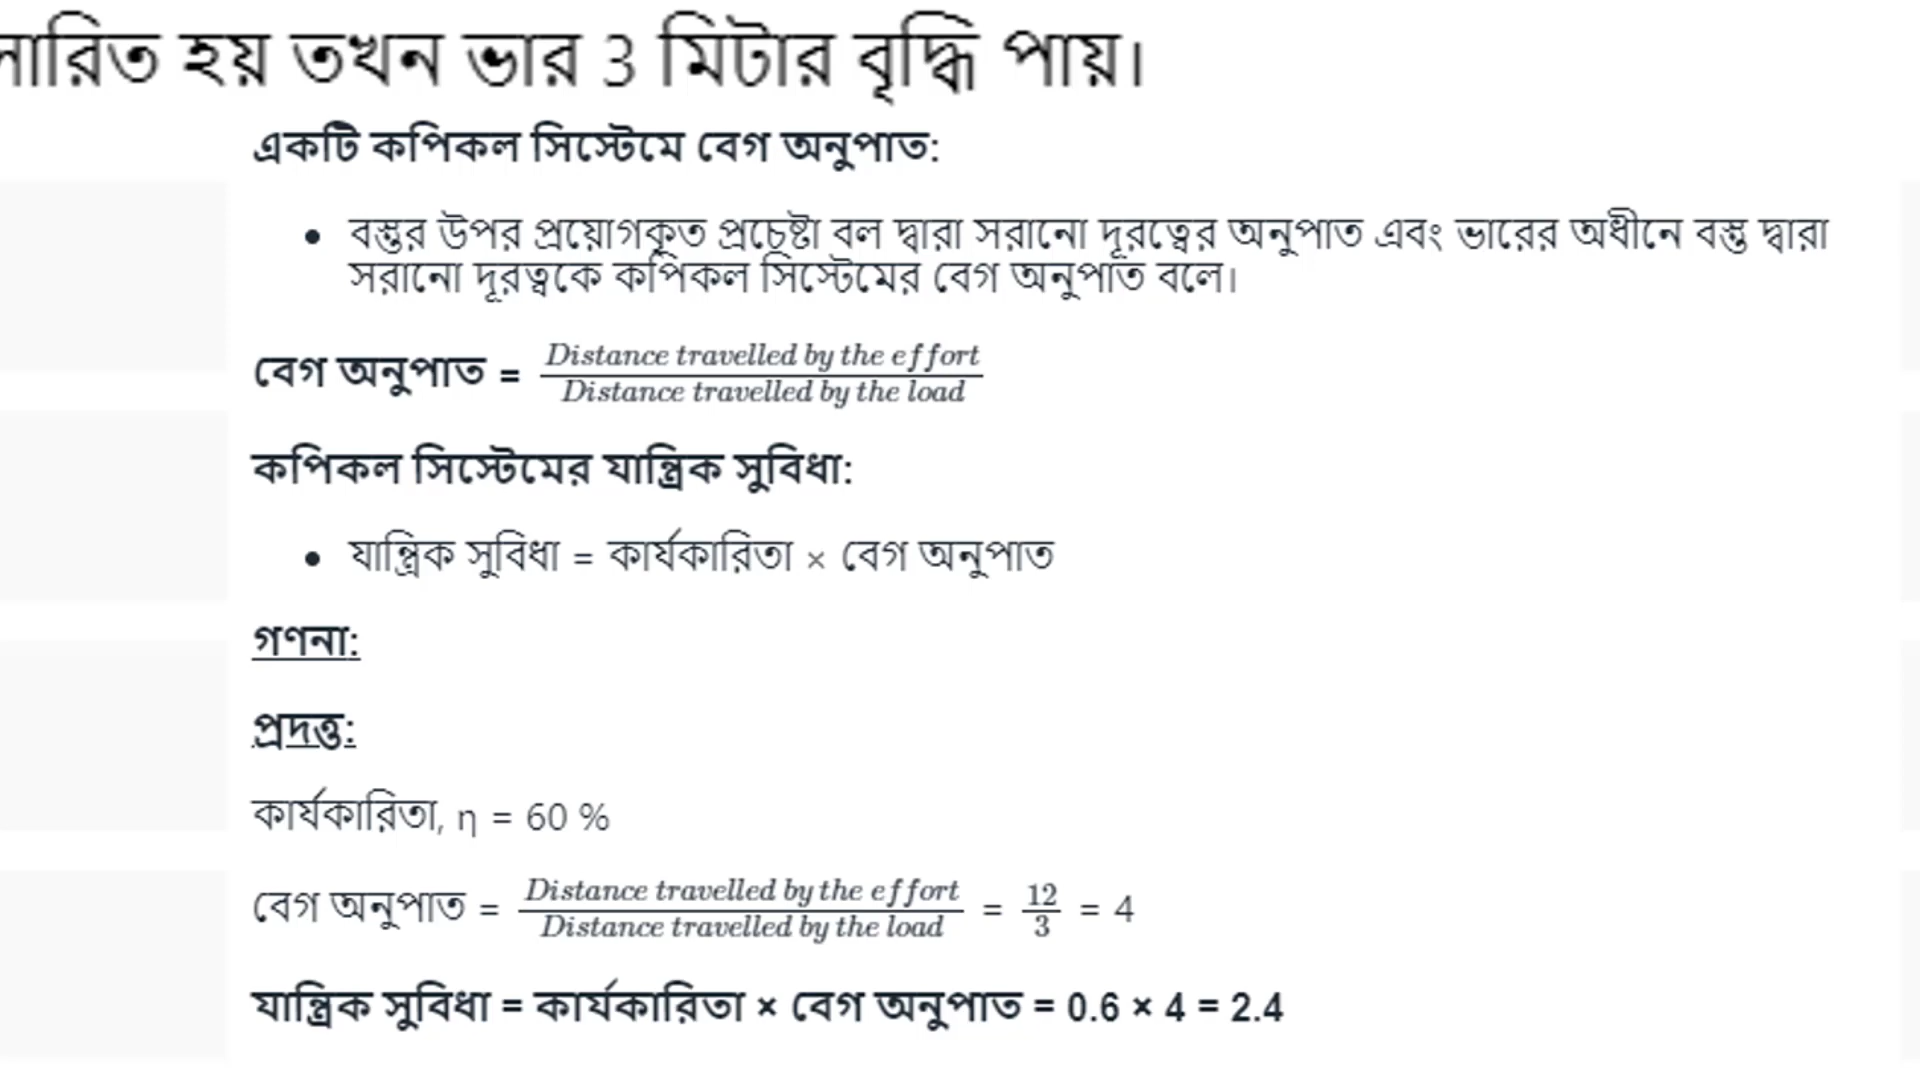 হয় তখন ভার 3 মিটার বৃদ্ধি পায়।
একটি কপিকল সিস্টেমে বেগ অনুপাত:
• বস্তুর উপর প্রয়োগকৃত প্রচেষ্টা বল দ্বারা সরানো দূরত্বের অনুপাত এবং ভারের অধীনে বস্তু দ্বারা
সরানো দূরত্বকে কপিকল সিস্টেমের বেগ অনুপাত বলে।
বেগ অনুপাত = Distance travelled by the effort / Distance travelled by the load
কপিকল সিস্টেমের যান্ত্রিক সুবিধা:
• যান্ত্রিক সুবিধা = কার্যকারিতা × বেগ অনুপাত
গণনা:
প্রদত্ত:
কার্যকারিতা, η = 60 %
বেগ অনুপাত = Distance travelled by the effort / Distance travelled by the load = 12/3 = 4
যান্ত্রিক সুবিধা = কার্যকারিতা × বেগ অনুপাত = 0.6 × 4 = 2.4